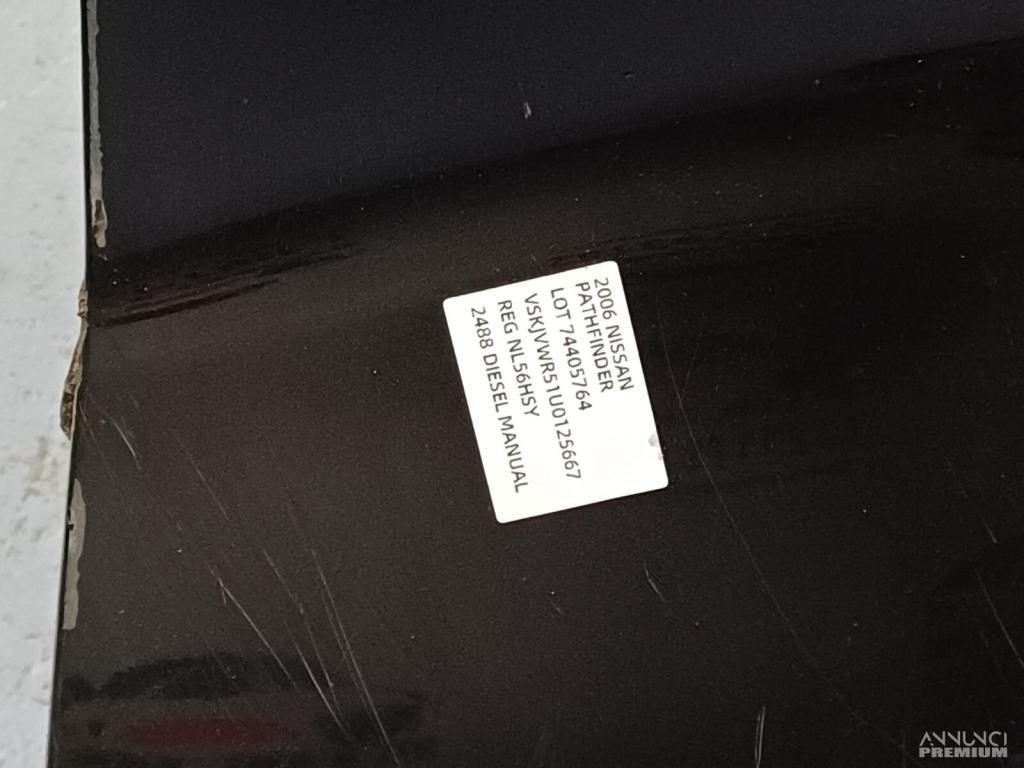 2006 NISSAN
PATHFINDER
LOT 74405764
VSKJVWR51U0125667
REG NL56HSY
2488 DIESEL MANUAL
ANNUNCI
PREMIUM